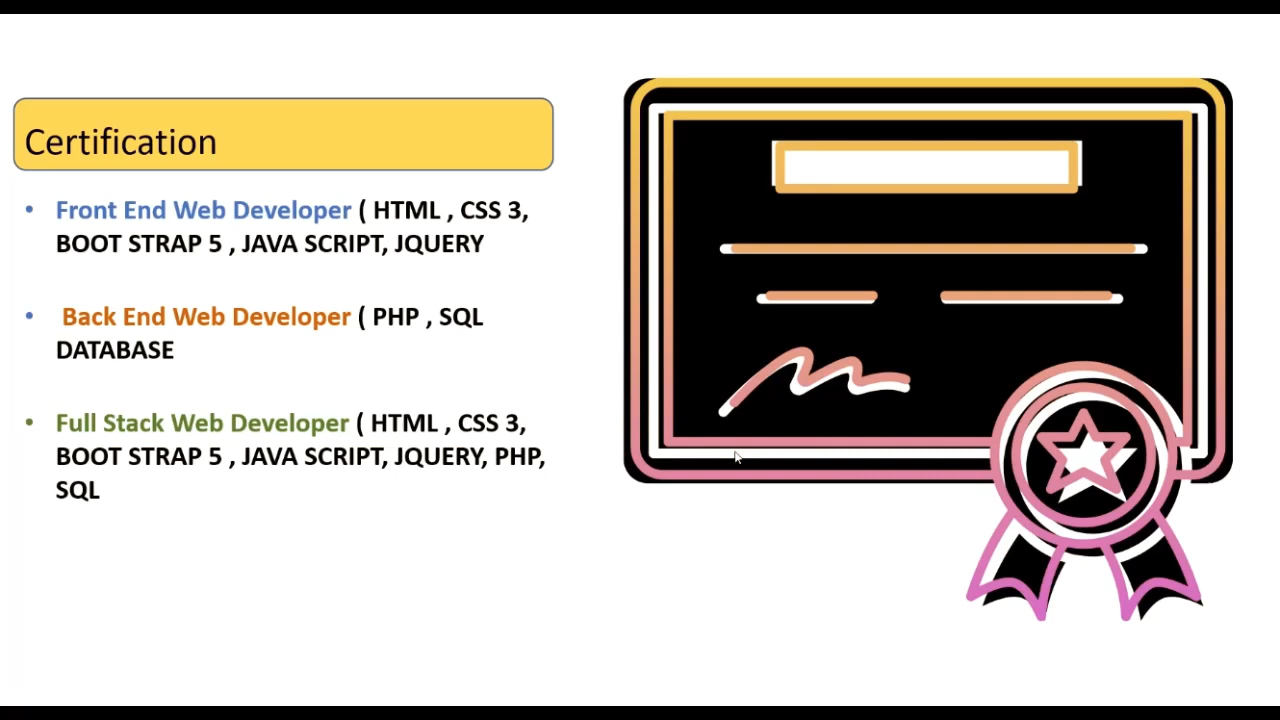 Certification
• Front End Web Developer ( HTML , CSS 3,
BOOT STRAP 5 , JAVA SCRIPT, JQUERY
• Back End Web Developer ( PHP , SQL
DATABASE
• Full Stack Web Developer ( HTML , CSS 3,
BOOT STRAP 5 , JAVA SCRIPT, JQUERY, PHP,
SQL